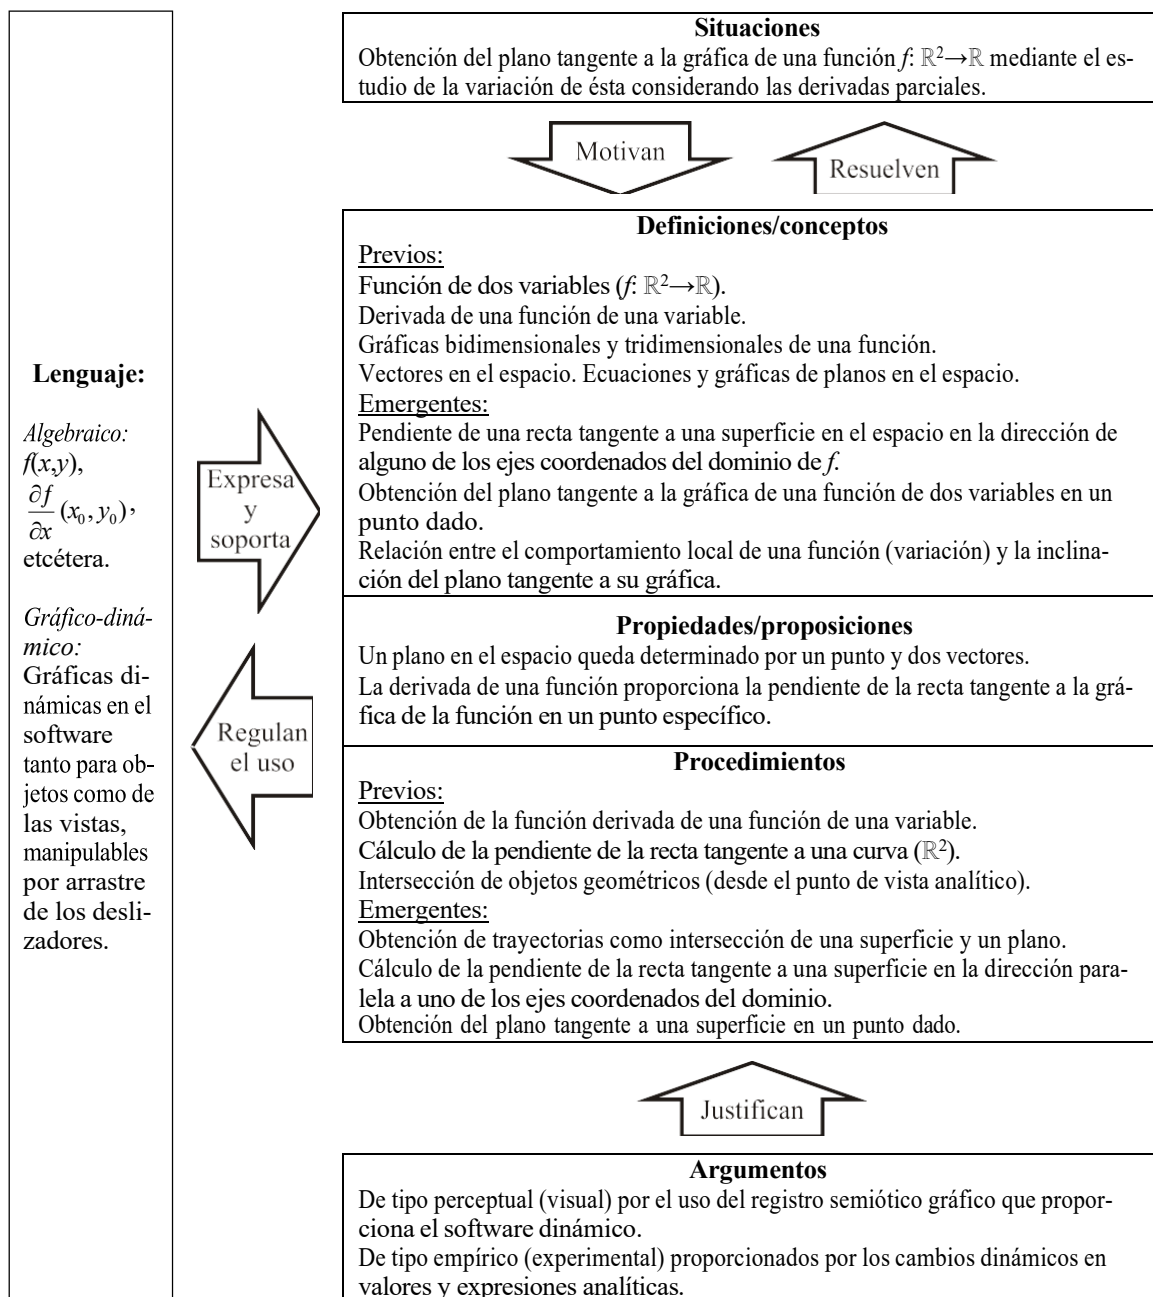 Situaciones
Obtención del plano tangente a la gráfica de una función f: ℝ²→ℝ mediante el es-
tudio de la variación de ésta considerando las derivadas parciales.
Motivan
Resuelven
Lenguaje:
Algebraico:
f(x,y),
∂f/∂x (x₀, y₀),
etcétera.
Gráfico-diná-
mico:
Gráficas di-
námicas en el
software
tanto para ob-
jetos como de
las vistas,
manipulables
por arrastre
de los desli-
zadores.
Expresa
y
soporta
Regulan
el uso
Definiciones/conceptos
Previos:
Función de dos variables (f: ℝ²→ℝ).
Derivada de una función de una variable.
Gráficas bidimensionales y tridimensionales de una función.
Vectores en el espacio. Ecuaciones y gráficas de planos en el espacio.
Emergentes:
Pendiente de una recta tangente a una superficie en el espacio en la dirección de
alguno de los ejes coordenados del dominio de f.
Obtención del plano tangente a la gráfica de una función de dos variables en un
punto dado.
Relación entre el comportamiento local de una función (variación) y la inclina-
ción del plano tangente a su gráfica.
Propiedades/proposiciones
Un plano en el espacio queda determinado por un punto y dos vectores.
La derivada de una función proporciona la pendiente de la recta tangente a la grá-
fica de la función en un punto específico.
Procedimientos
Previos:
Obtención de la función derivada de una función de una variable.
Cálculo de la pendiente de la recta tangente a una curva (ℝ²).
Intersección de objetos geométricos (desde el punto de vista analítico).
Emergentes:
Obtención de trayectorias como intersección de una superficie y un plano.
Cálculo de la pendiente de la recta tangente a una superficie en la dirección para-
lela a uno de los ejes coordenados del dominio.
Obtención del plano tangente a una superficie en un punto dado.
Justifican
Argumentos
De tipo perceptual (visual) por el uso del registro semiótico gráfico que propor-
ciona el software dinámico.
De tipo empírico (experimental) proporcionados por los cambios dinámicos en
valores y expresiones analíticas.